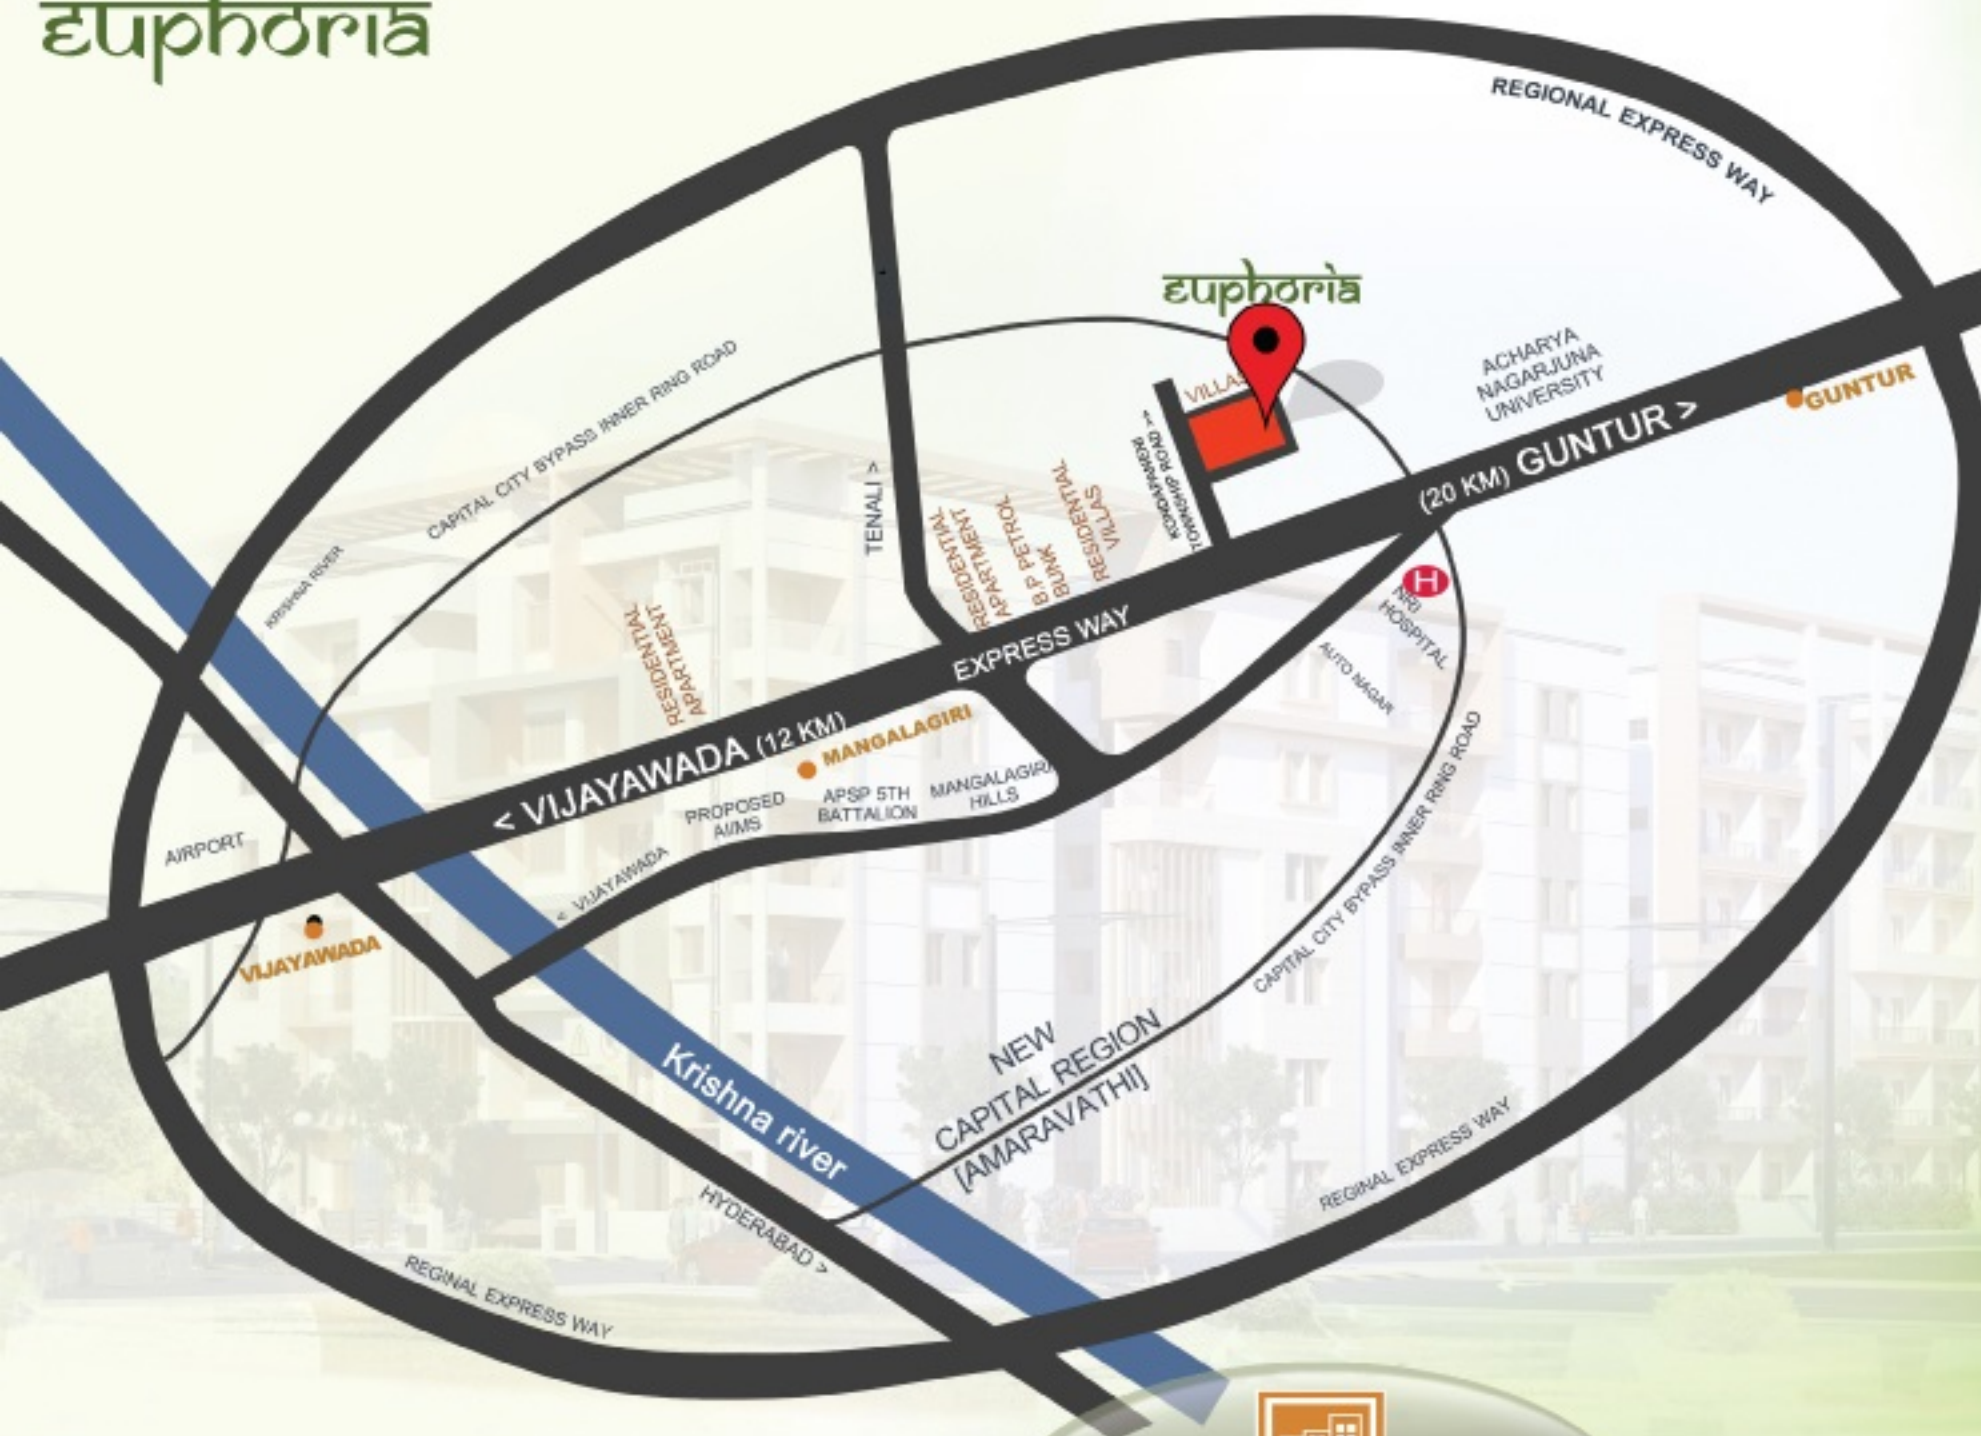 euphoria
REGIONAL EXPRESS WAY
euphoria
VILLAS
KONDAPANENI
TOWNSHIP ROAD >>
ACHARYA
NAGARJUNA
UNIVERSITY
GUNTUR
(20 KM) GUNTUR >
CAPITAL CITY BYPASS INNER RING ROAD
KRISHNA RIVER
TENALI >
RESIDENTIAL
APARTMENT
B.P PETROL
BUNK
RESIDENTIAL
VILLAS
RESIDENTIAL
APARTMENT
EXPRESS WAY
H
NRI
HOSPITAL
AUTO NAGAR
< VIJAYAWADA (12 KM)
MANGALAGIRI
PROPOSED
AIIMS
APSP 5TH
BATTALION
MANGALAGIRI
HILLS
AIRPORT
< VIJAYAWADA
VIJAYAWADA
CAPITAL CITY BYPASS INNER RING ROAD
NEW
CAPITAL REGION
[AMARAVATHI]
Krishna river
HYDERABAD >
REGINAL EXPRESS WAY
REGINAL EXPRESS WAY